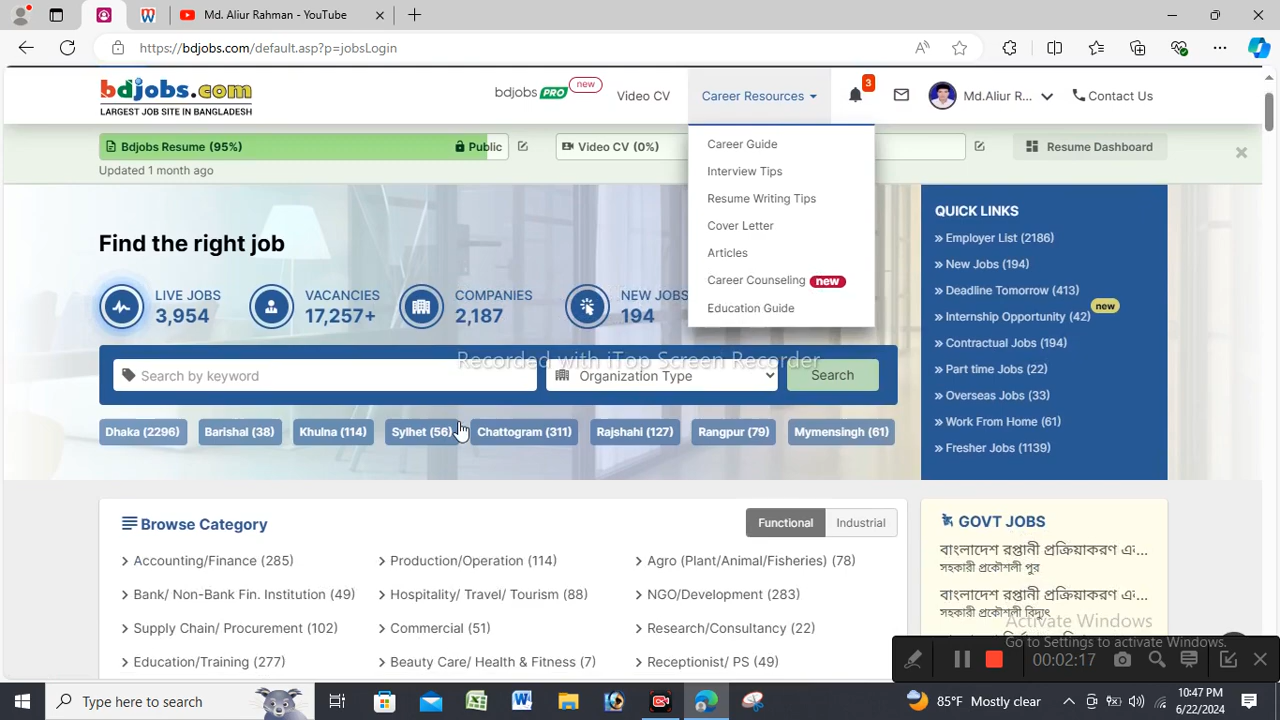 Md. Aliur Rahman - YouTube
https://bdjobs.com/default.asp?p=jobsLogin
bdjobs.com
LARGEST JOB SITE IN BANGLADESH
bdjobs PRO new
Video CV
Career Resources
3
Md.Aliur R...
Contact Us
Bdjobs Resume (95%)
Public
Video CV (0%)
Resume Dashboard
Updated 1 month ago
Career Guide
Interview Tips
Resume Writing Tips
Cover Letter
Articles
Career Counseling new
Education Guide
Find the right job
LIVE JOBS
3,954
VACANCIES
17,257+
COMPANIES
2,187
NEW JOBS
194
Recorded with iTop Screen Recorder
Search by keyword
Organization Type
Search
Dhaka (2296)
Barishal (38)
Khulna (114)
Sylhet (56)
Chattogram (311)
Rajshahi (127)
Rangpur (79)
Mymensingh (61)
QUICK LINKS
» Employer List (2186)
» New Jobs (194)
» Deadline Tomorrow (413)
» Internship Opportunity (42) new
» Contractual Jobs (194)
» Part time Jobs (22)
» Overseas Jobs (33)
» Work From Home (61)
» Fresher Jobs (1139)
Browse Category
Functional
Industrial
Accounting/Finance (285)
Production/Operation (114)
Agro (Plant/Animal/Fisheries) (78)
Bank/ Non-Bank Fin. Institution (49)
Hospitality/ Travel/ Tourism (88)
NGO/Development (283)
Supply Chain/ Procurement (102)
Commercial (51)
Research/Consultancy (22)
Education/Training (277)
Beauty Care/ Health & Fitness (7)
Receptionist/ PS (49)
GOVT JOBS
বাংলাদেশ রপ্তানী প্রক্রিয়াকরণ এ...
সহকারী প্রকৌশলী পুর
বাংলাদেশ রপ্তানী প্রক্রিয়াকরণ এ...
সহকারী প্রকৌশলী বিদ্যুৎ
Activate Windows
Go to Settings to activate Windows.
00:02:17
Type here to search
85°F Mostly clear
10:47 PM
6/22/2024